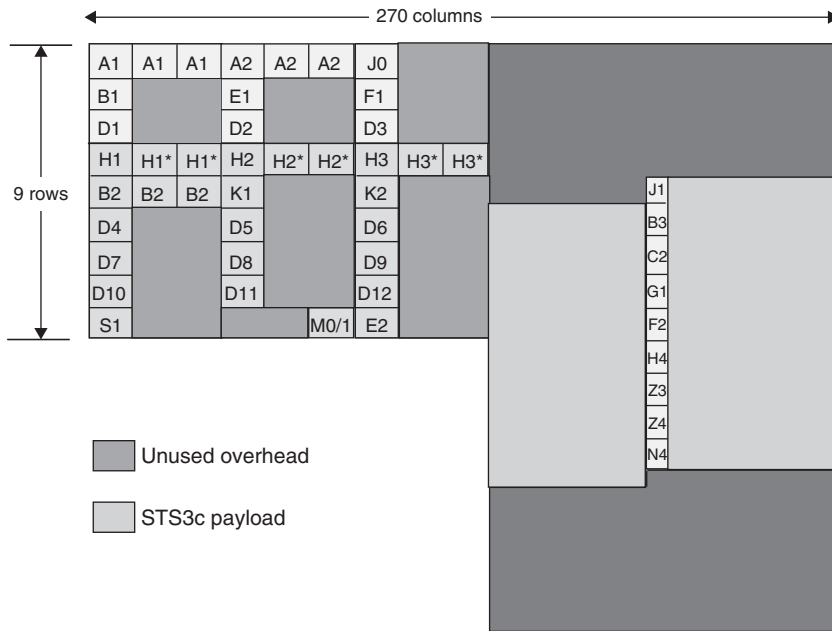 270 columns
A1 A1 A1 A2 A2 A2 J0
B1 E1 F1
D1 D2 D3
H1 H1* H1* H2 H2* H2* H3 H3* H3*
9 rows
B2 B2 B2 K1 K2
D4 D5 D6
D7 D8 D9
D10 D11 D12
S1 M0/1 E2
J1
B3
C2
G1
F2
H4
Z3
Z4
N4
Unused overhead
STS3c payload